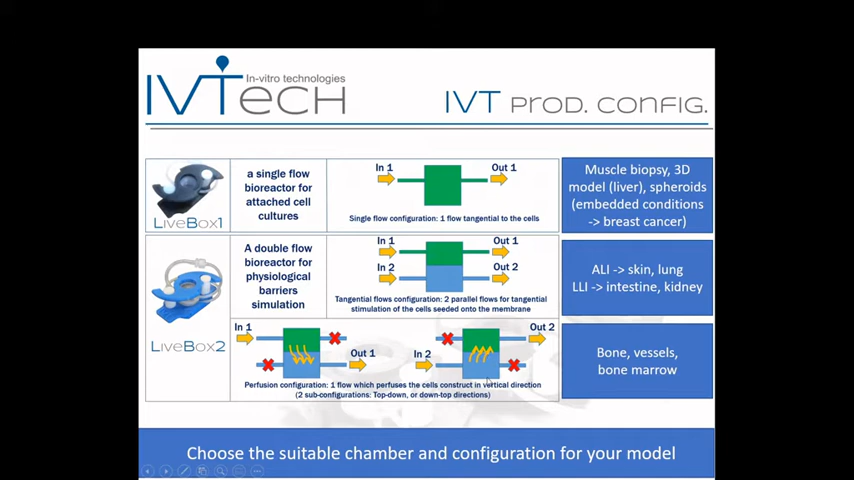 In-vitro technologies
IVTech
IVT PROD. CONFIG.
LiveBox1
a single flow
bioreactor for
attached cell
cultures
In 1
Out 1
Single flow configuration: 1 flow tangential to the cells
Muscle biopsy, 3D
model (liver), spheroids
(embedded conditions
-> breast cancer)
LiveBox2
A double flow
bioreactor for
physiological
barriers
simulation
In 1
Out 1
In 2
Out 2
Tangential flows configuration: 2 parallel flows for tangential
stimulation of the cells seeded onto the membrane
ALI -> skin, lung
LLI -> intestine, kidney
In 1
Out 1
In 2
Out 2
Perfusion configuration: 1 flow which perfuses the cells construct in vertical direction
(2 sub-configurations: Top-down, or down-top directions)
Bone, vessels,
bone marrow
Choose the suitable chamber and configuration for your model